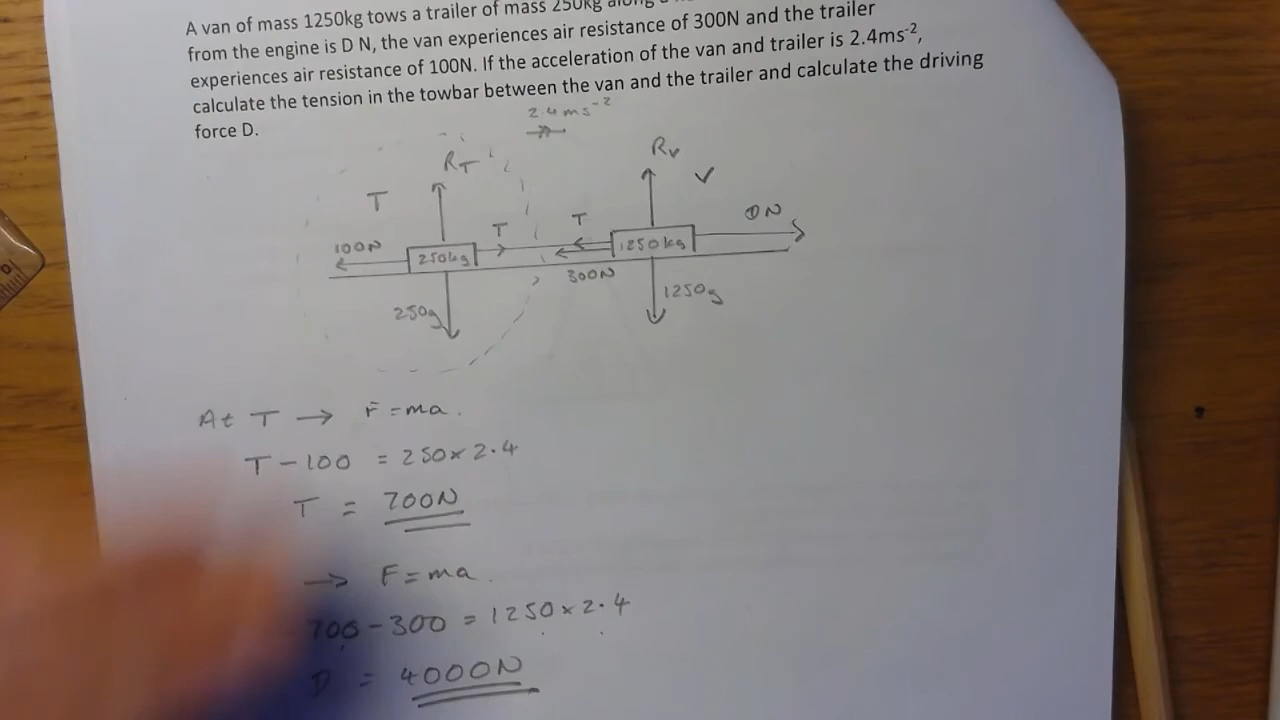 A van of mass 1250kg tows a trailer of mass 250kg along a
from the engine is D N, the van experiences air resistance of 300N and the trailer
experiences air resistance of 100N. If the acceleration of the van and trailer is 2.4ms⁻²,
calculate the tension in the towbar between the van and the trailer and calculate the driving
force D.
2.4ms⁻²
R_T
R_V
T
V
100N
250kg
T
T
300N
1250kg
DN
250g
1250g
At T → F=ma.
T-100 = 250×2.4
T = 700N
→ F=ma.
700-300 = 1250×2.4
D = 4000N